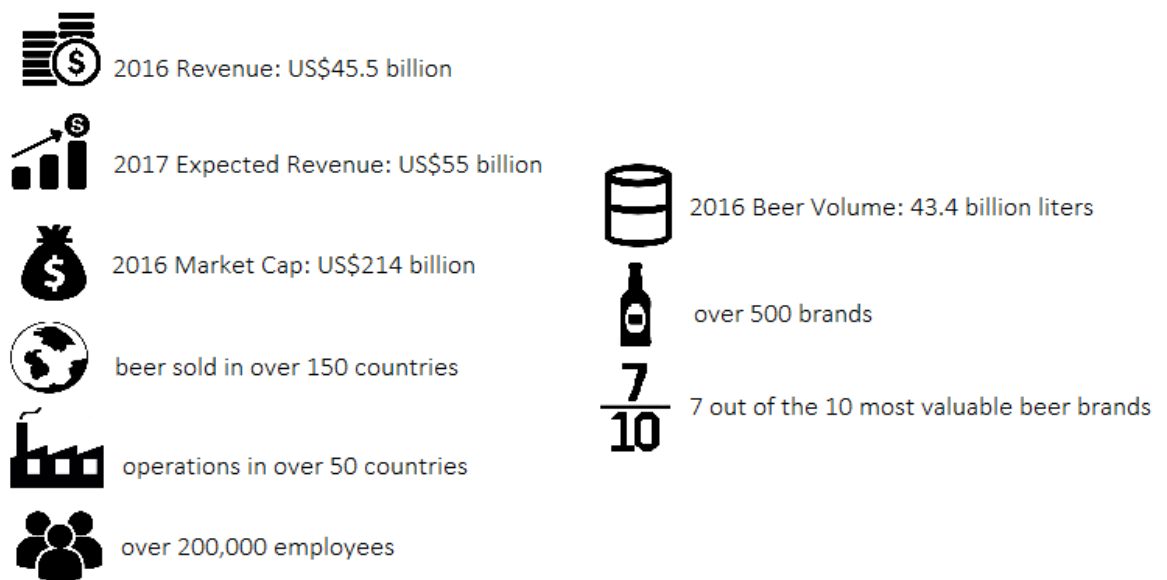 2016 Revenue: US$45.5 billion
2017 Expected Revenue: US$55 billion
2016 Market Cap: US$214 billion
beer sold in over 150 countries
operations in over 50 countries
over 200,000 employees
2016 Beer Volume: 43.4 billion liters
over 500 brands
7
10
7 out of the 10 most valuable beer brands